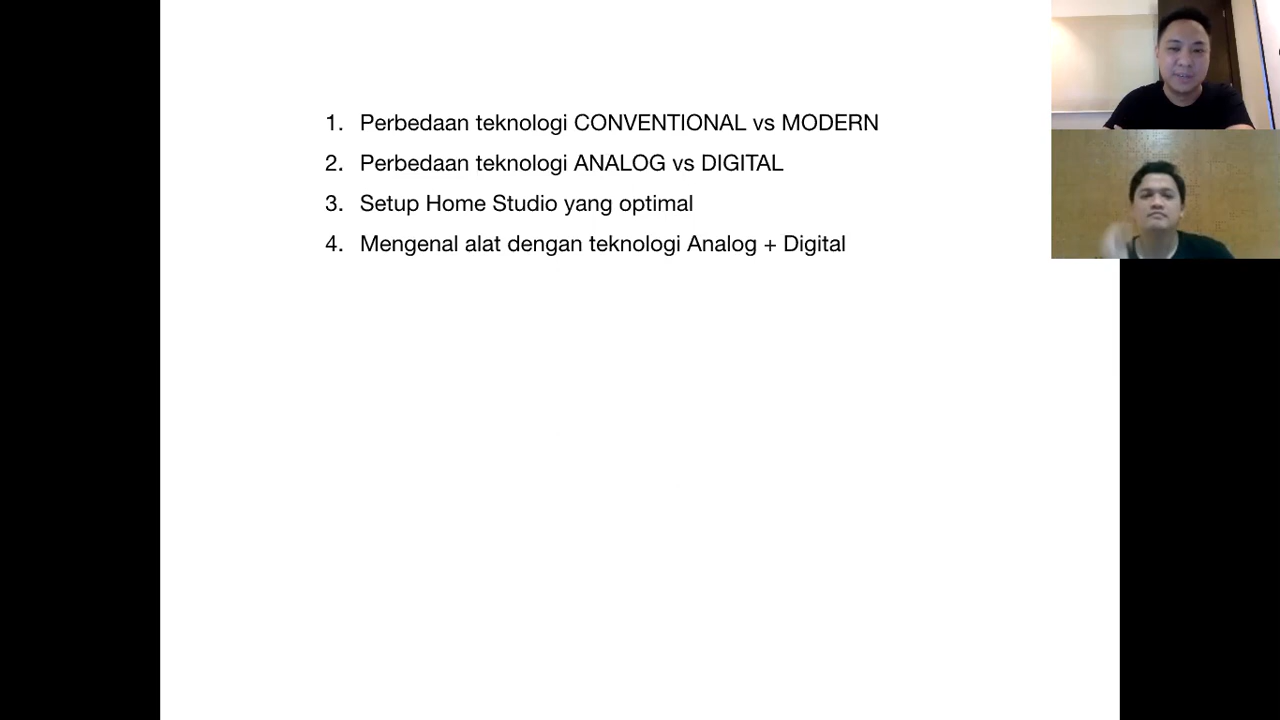 1. Perbedaan teknologi CONVENTIONAL vs MODERN
2. Perbedaan teknologi ANALOG vs DIGITAL
3. Setup Home Studio yang optimal
4. Mengenal alat dengan teknologi Analog + Digital